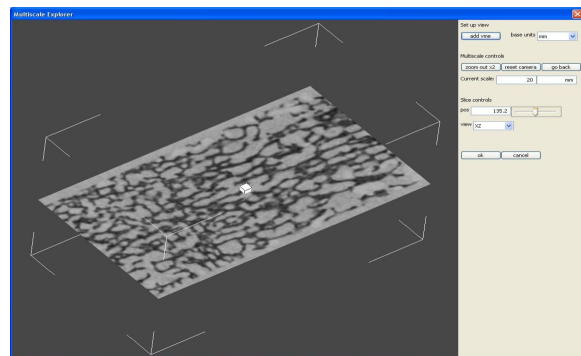 Multiscale Explorer
Set up view
add vme base units mm
Multiscale controls
zoom out x2 reset camera go back
Current scale: 20 mm
Slice controls
pos 135.2
view XZ
ok cancel